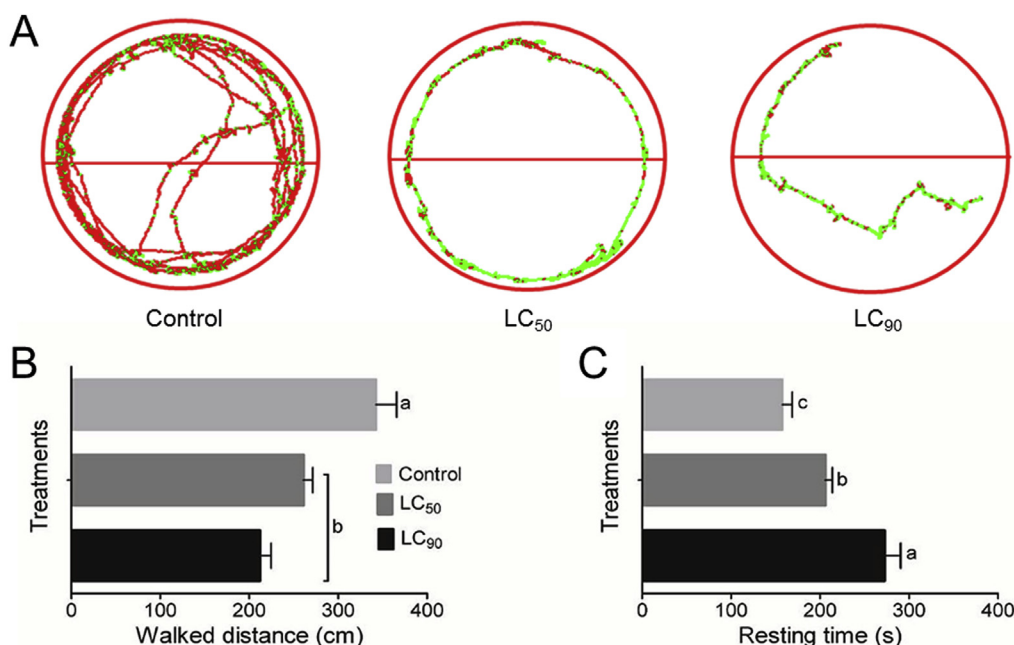 A
Control
LC50
LC90
B
Treatments
a
b
Control
LC50
LC90
0 100 200 300 400
Walked distance (cm)
C
Treatments
c
b
a
0 100 200 300 400
Resting time (s)